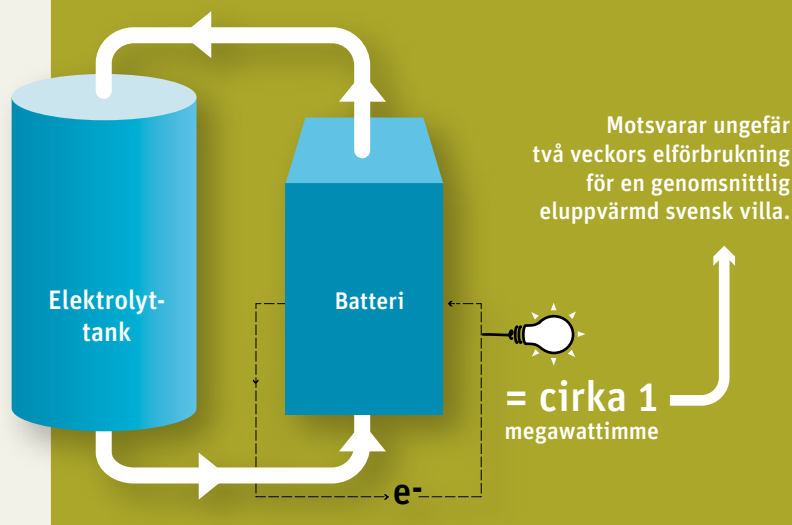 Motsvarar ungefär
två veckors elförbrukning
för en genomsnittlig
eluppvärmd svensk villa.
Elektrolyt-
tank
Batteri
= cirka 1
megawattimme
e-